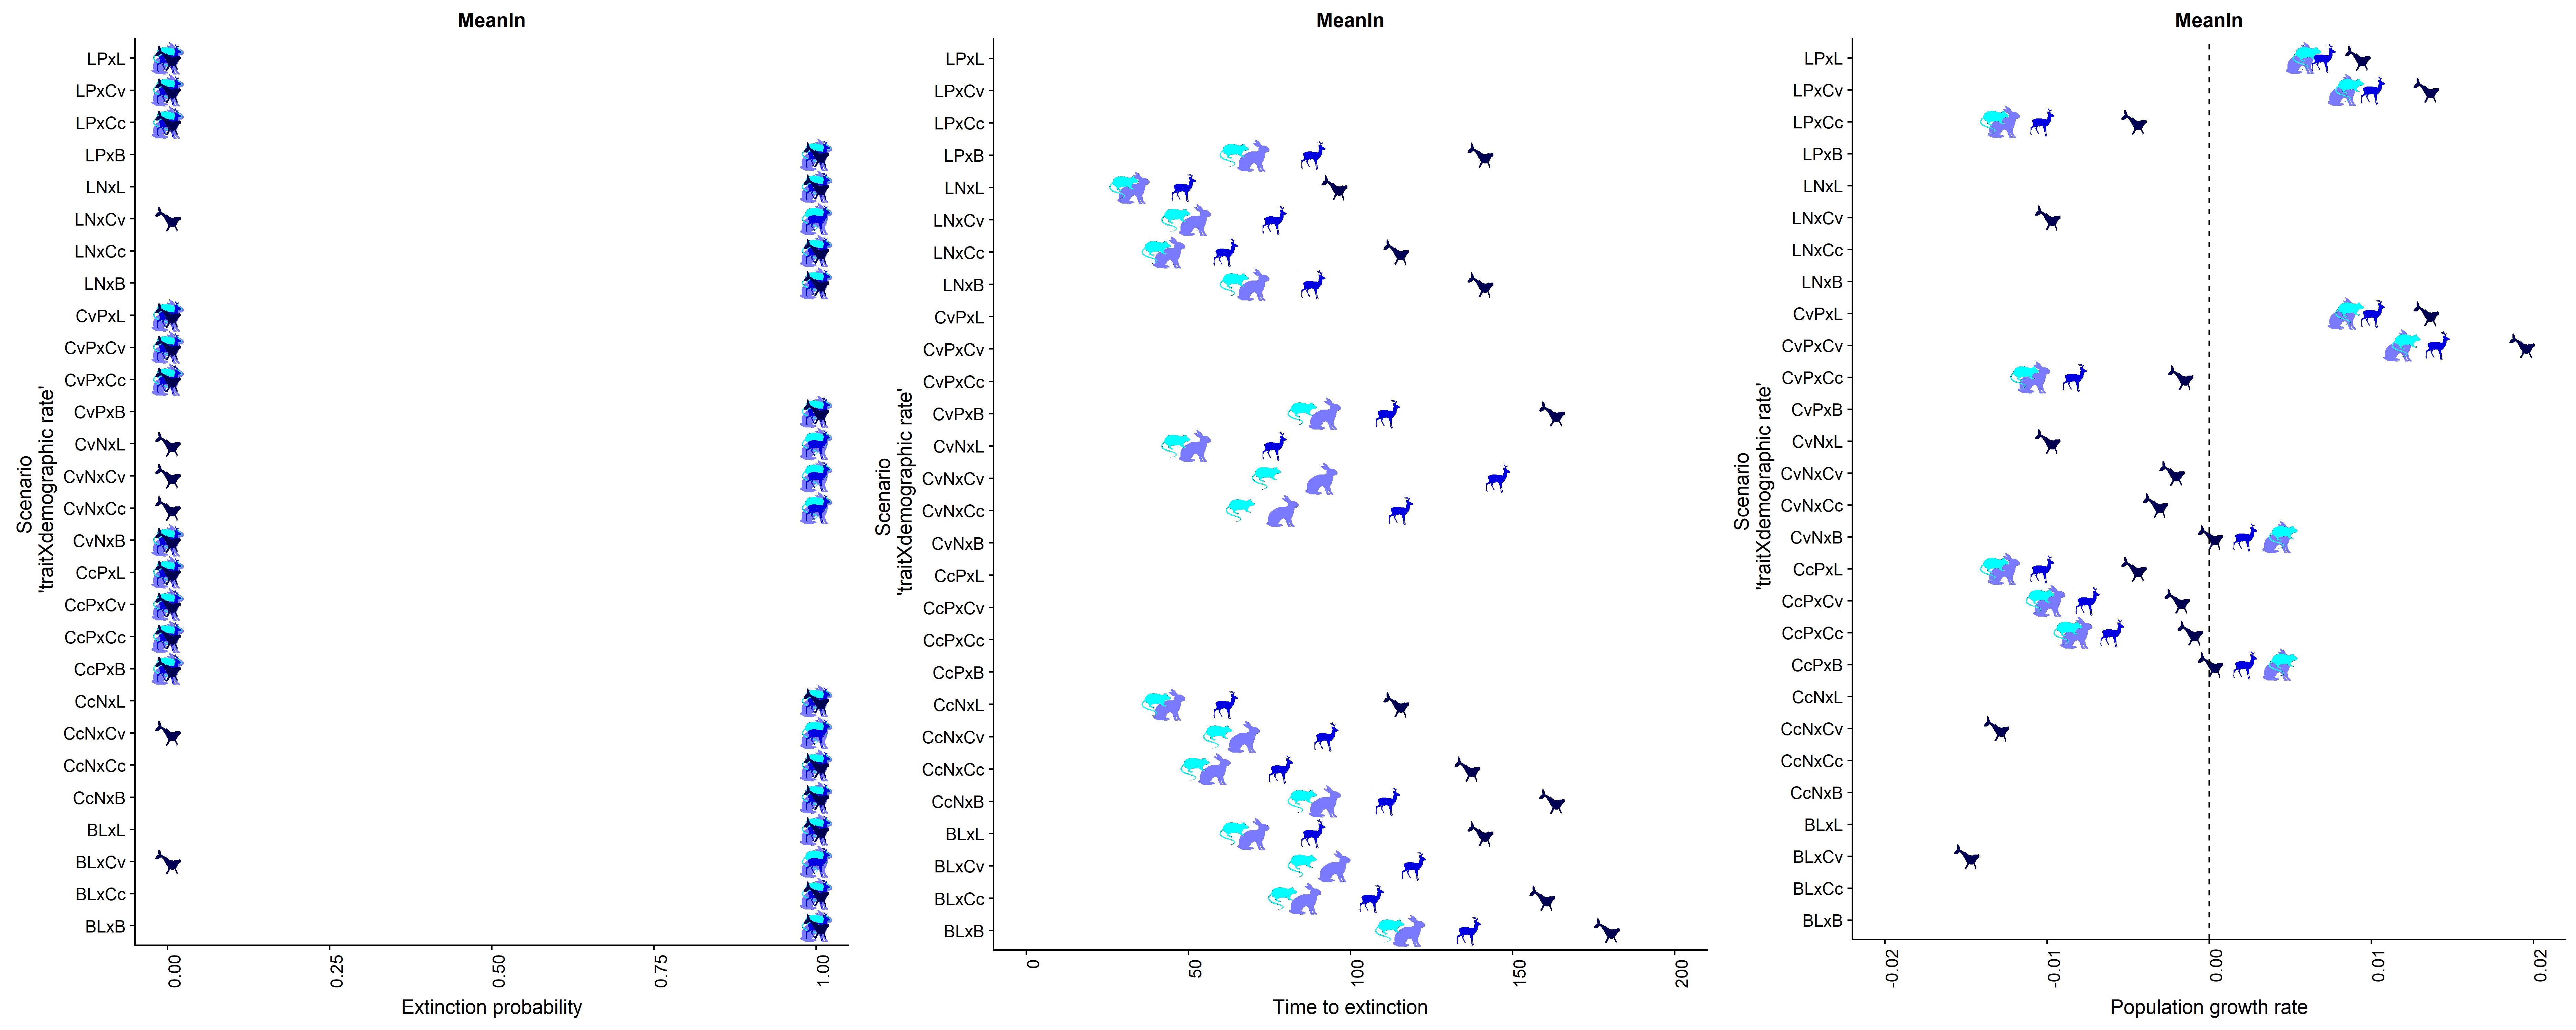 MeanIn
LPxL
LPxCv
LPxCc
LPxB
LNxL
LNxCv
LNxCc
LNxB
CvPxL
CvPxCv
CvPxCc
CvPxB
CvNxL
CvNxCv
CvNxCc
CvNxB
CcPxL
CcPxCv
CcPxCc
CcPxB
CcNxL
CcNxCv
CcNxCc
CcNxB
BLxL
BLxCv
BLxCc
BLxB
Scenario
'traitXdemographic rate'
0.00
0.25
0.50
0.75
1.00
Extinction probability
MeanIn
LPxL
LPxCv
LPxCc
LPxB
LNxL
LNxCv
LNxCc
LNxB
CvPxL
CvPxCv
CvPxCc
CvPxB
CvNxL
CvNxCv
CvNxCc
CvNxB
CcPxL
CcPxCv
CcPxCc
CcPxB
CcNxL
CcNxCv
CcNxCc
CcNxB
BLxL
BLxCv
BLxCc
BLxB
Scenario
'traitXdemographic rate'
0
50
100
150
200
Time to extinction
MeanIn
LPxL
LPxCv
LPxCc
LPxB
LNxL
LNxCv
LNxCc
LNxB
CvPxL
CvPxCv
CvPxCc
CvPxB
CvNxL
CvNxCv
CvNxCc
CvNxB
CcPxL
CcPxCv
CcPxCc
CcPxB
CcNxL
CcNxCv
CcNxCc
CcNxB
BLxL
BLxCv
BLxCc
BLxB
Scenario
'traitXdemographic rate'
-0.02
-0.01
0.00
0.01
0.02
Population growth rate